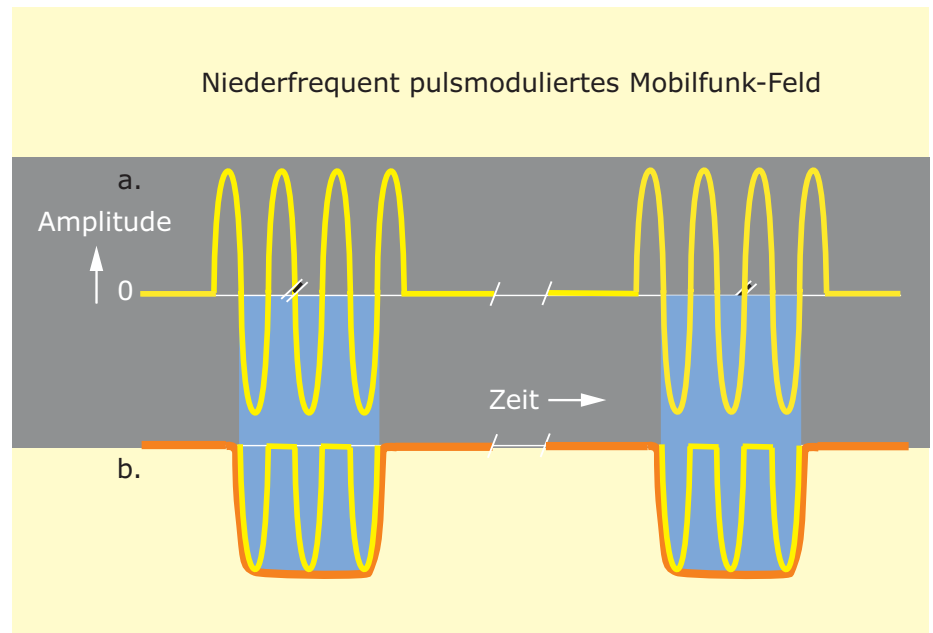 Niederfrequent pulsmoduliertes Mobilfunk-Feld
a.
Amplitude
0
Zeit
b.